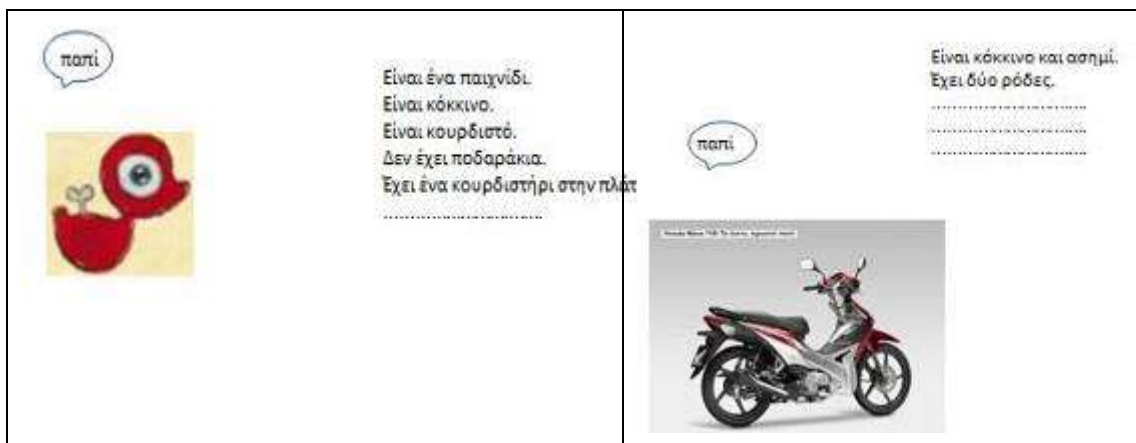 παπί
Είναι ένα παιχνίδι.
Είναι κόκκινο.
Είναι κουρδιστό.
Δεν έχει ποδαράκια.
Έχει ένα κουρδιστήρι στην πλάτ
..................................
Είναι κόκκινο και ασημί.
Έχει δύο ρόδες.
..................................
..................................
..................................
παπί